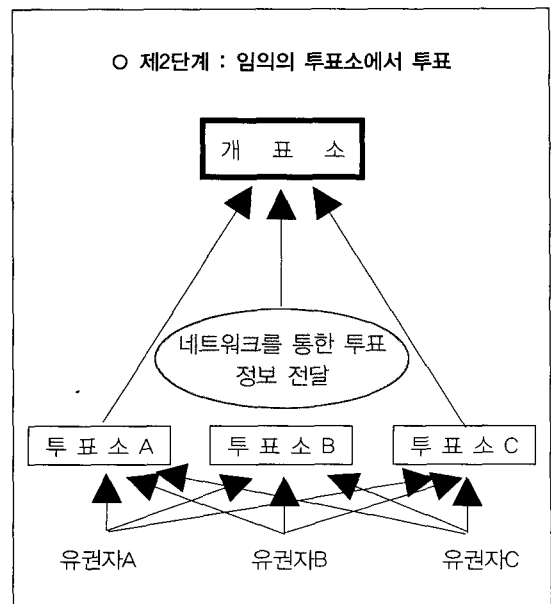 ○ 제2단계 : 임의의 투표소에서 투표
개 표 소
네트워크를 통한 투표
정보 전달
투 표 소 A 투 표 소 B 투 표 소 C
유권자A 유권자B 유권자C